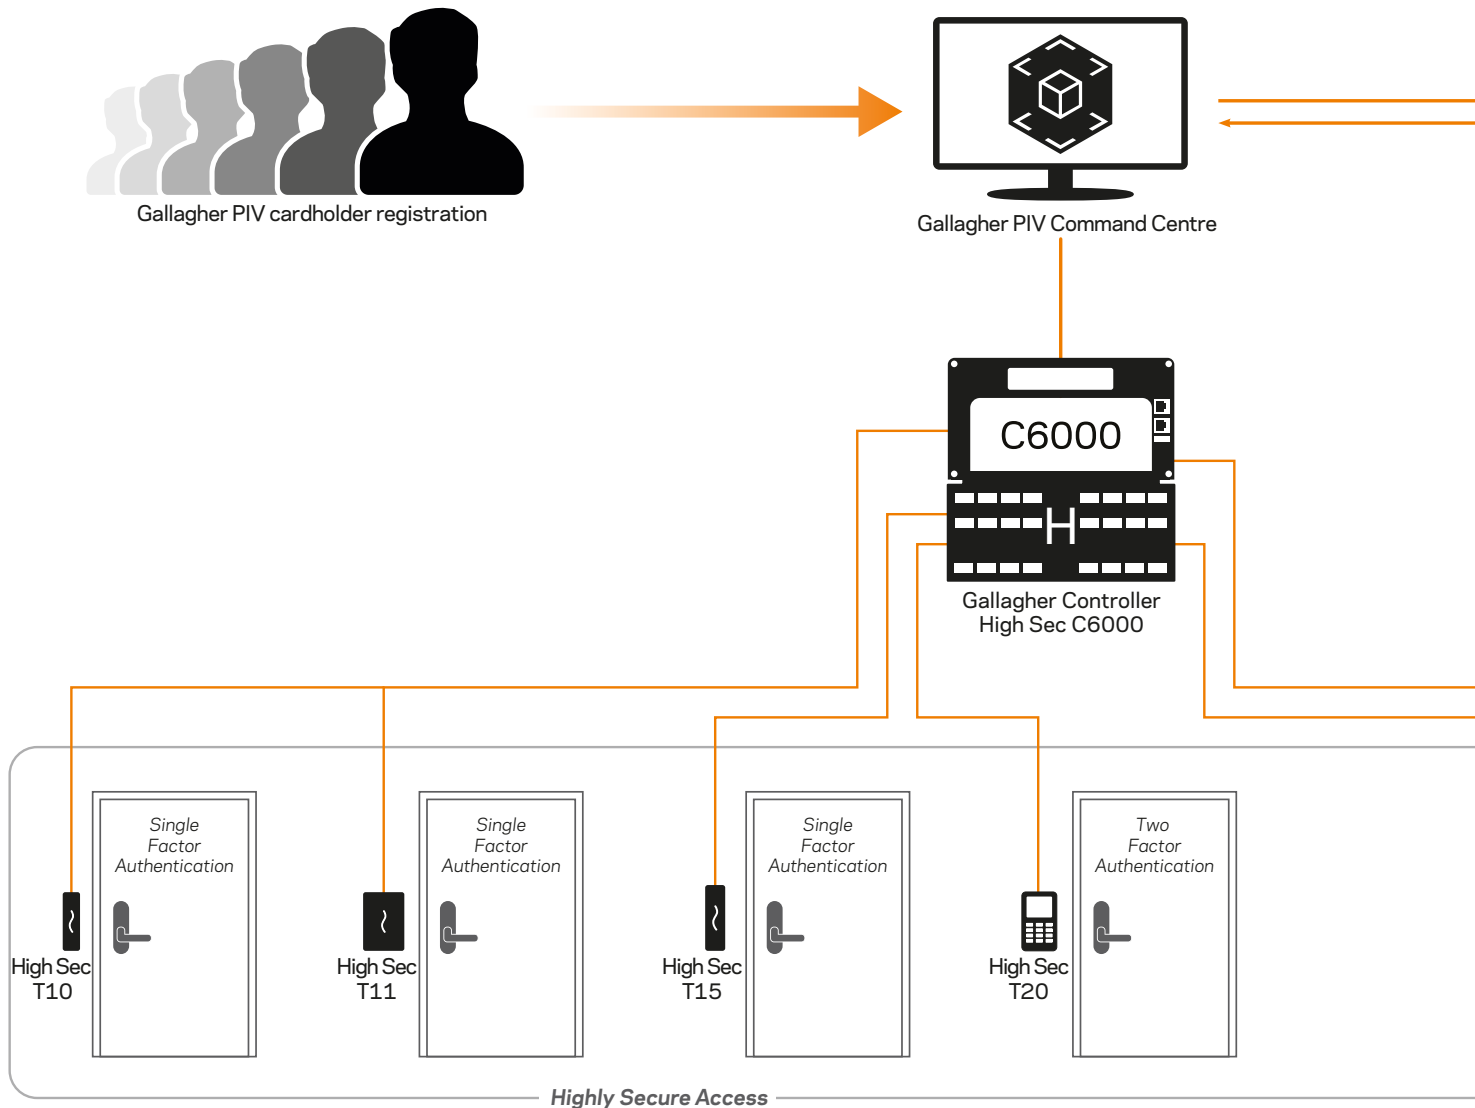 Gallagher PIV cardholder registration
Gallagher PIV Command Centre
C6000
H
Gallagher Controller
High Sec C6000
Single
Factor
Authentication
Single
Factor
Authentication
Single
Factor
Authentication
Two
Factor
Authentication
High Sec
T10
High Sec
T11
High Sec
T15
High Sec
T20
Highly Secure Access